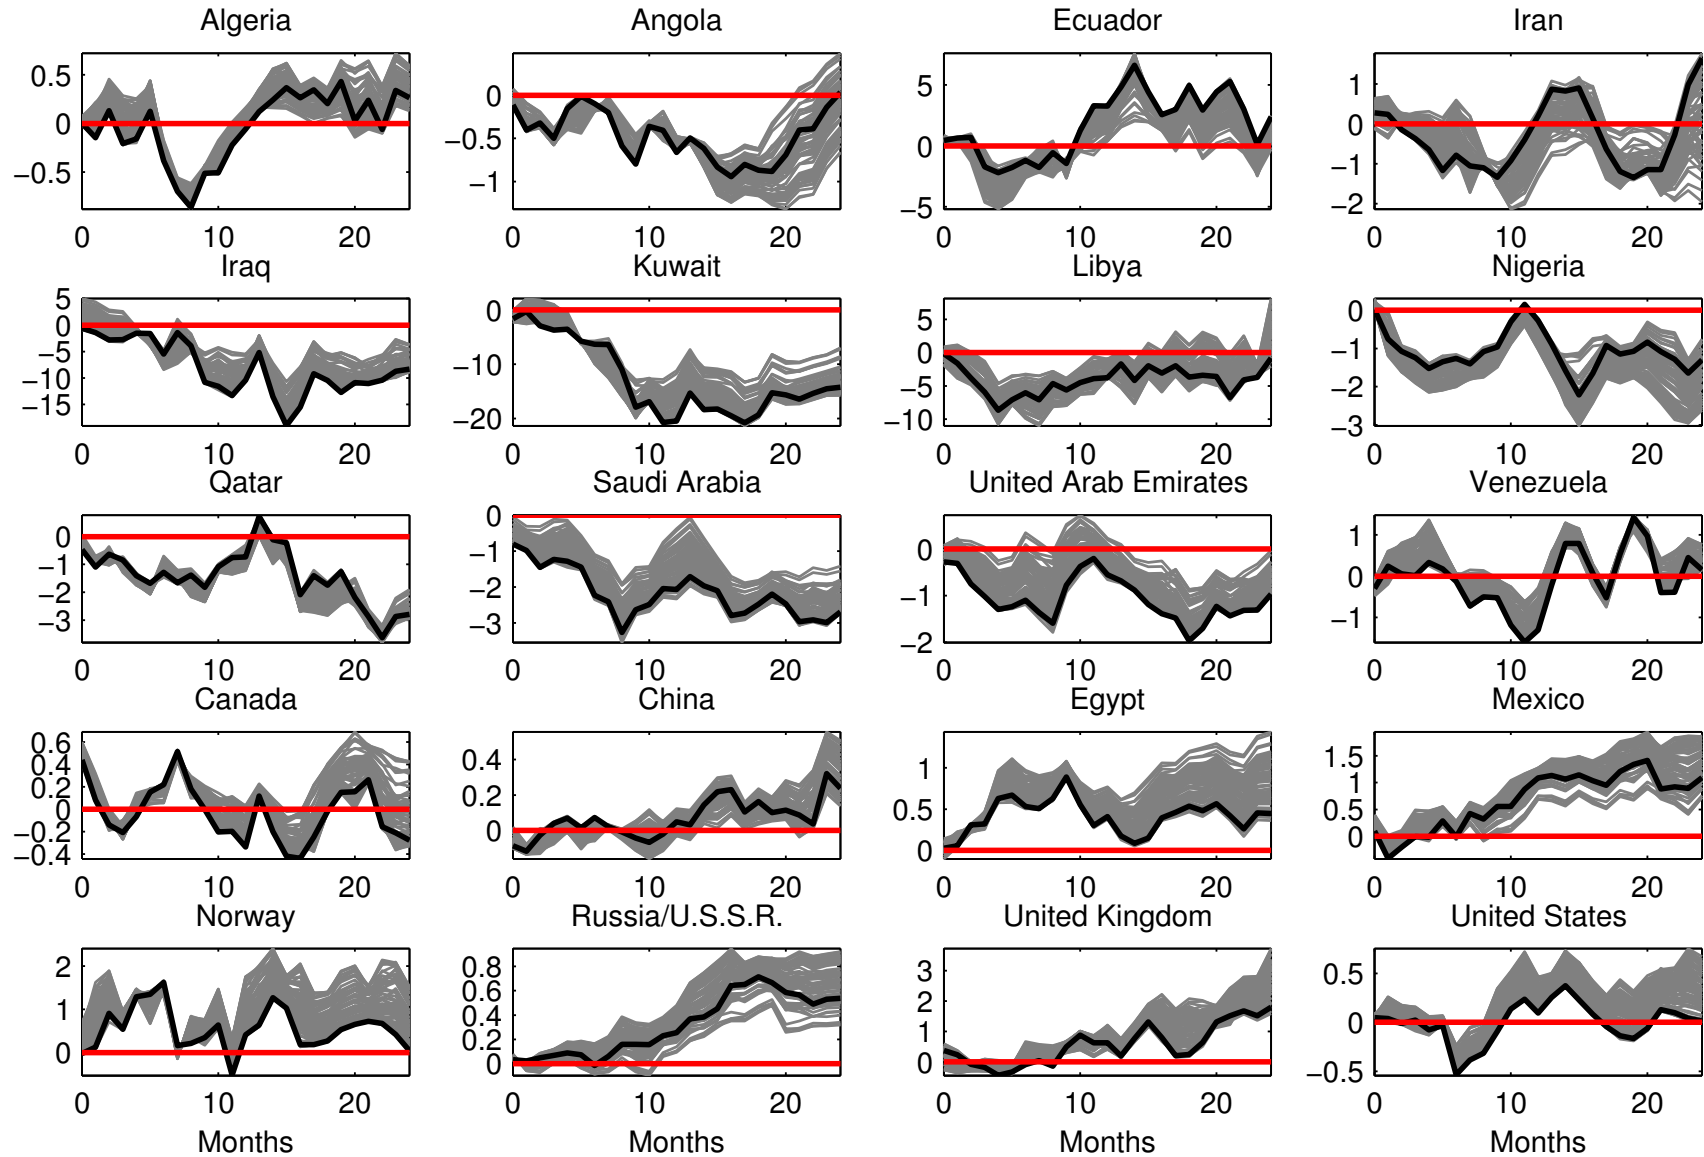 Algeria Angola Ecuador Iran
0.5 0 −0.5 0 10 20
0 −0.5 −1 0 10 20
5 0 −5 0 10 20
1 0 −1 −2 0 10 20
Iraq Kuwait Libya Nigeria
5 0 −5 −10 −15 0 10 20
0 −10 −20 0 10 20
5 0 −5 −10 0 10 20
0 −1 −2 −3 0 10 20
Qatar Saudi Arabia United Arab Emirates Venezuela
0 −1 −2 −3 0 10 20
0 −1 −2 −3 0 10 20
0 −1 −2 0 10 20
1 0 −1 0 10 20
Canada China Egypt Mexico
0.6 0.4 0.2 0 −0.2 −0.4 0 10 20
0.4 0.2 0 0 10 20
1 0.5 0 0 10 20
1.5 1 0.5 0 0 10 20
Norway Russia/U.S.S.R. United Kingdom United States
2 1 0 0 10 20
0.8 0.6 0.4 0.2 0 0 10 20
3 2 1 0 0 10 20
0.5 0 −0.5 0 10 20
Months Months Months Months